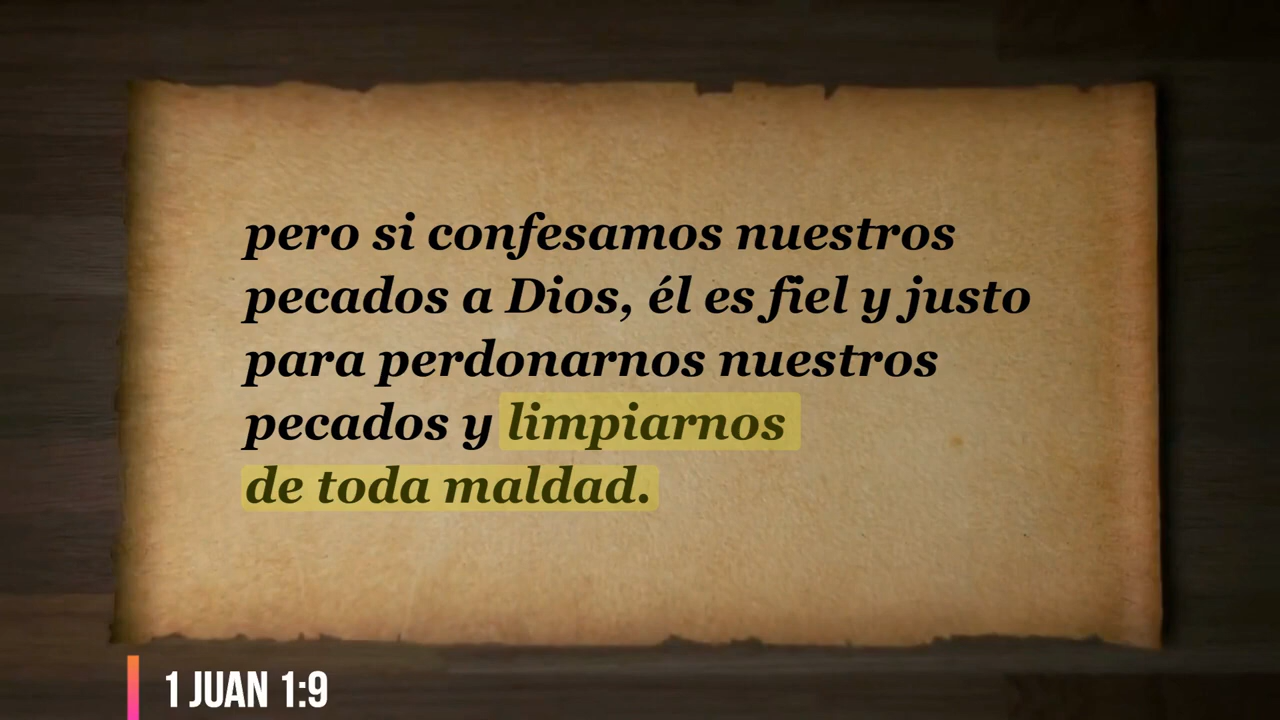 pero si confesamos nuestros
pecados a Dios, él es fiel y justo
para perdonarnos nuestros
pecados y limpiarnos
de toda maldad.
1 JUAN 1:9